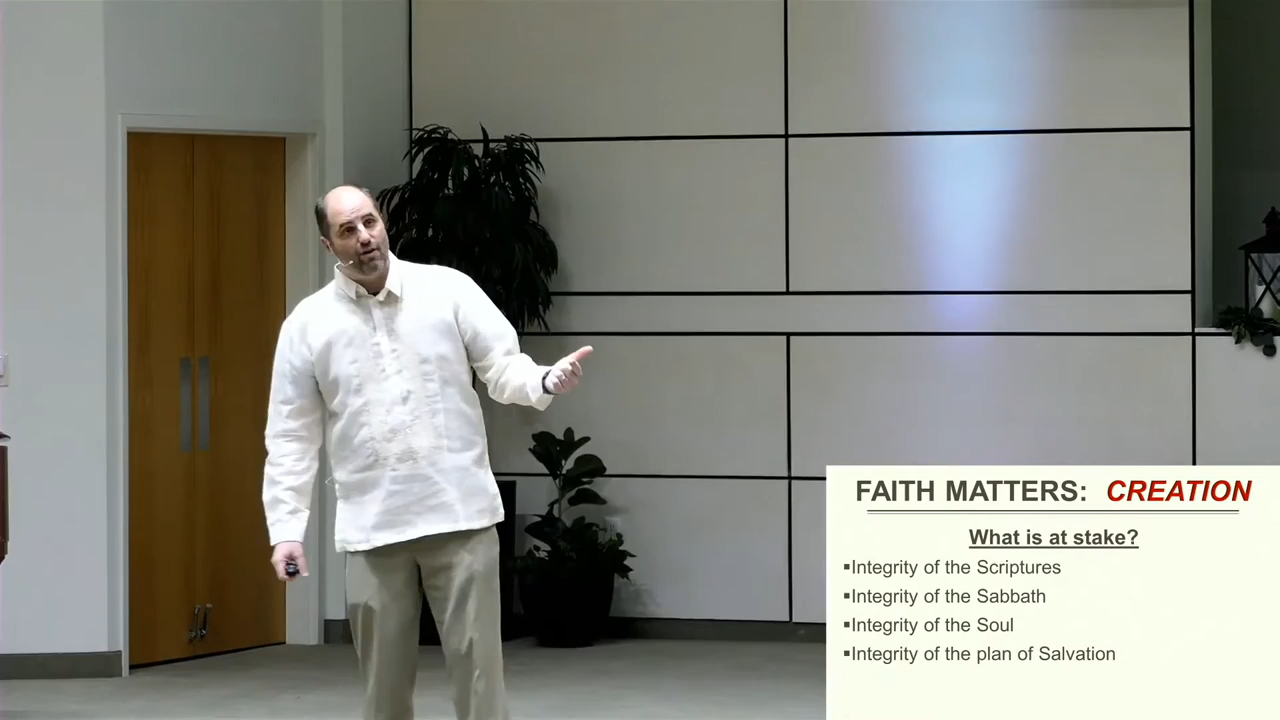 FAITH MATTERS: CREATION
What is at stake?
▪Integrity of the Scriptures
▪Integrity of the Sabbath
▪Integrity of the Soul
▪Integrity of the plan of Salvation